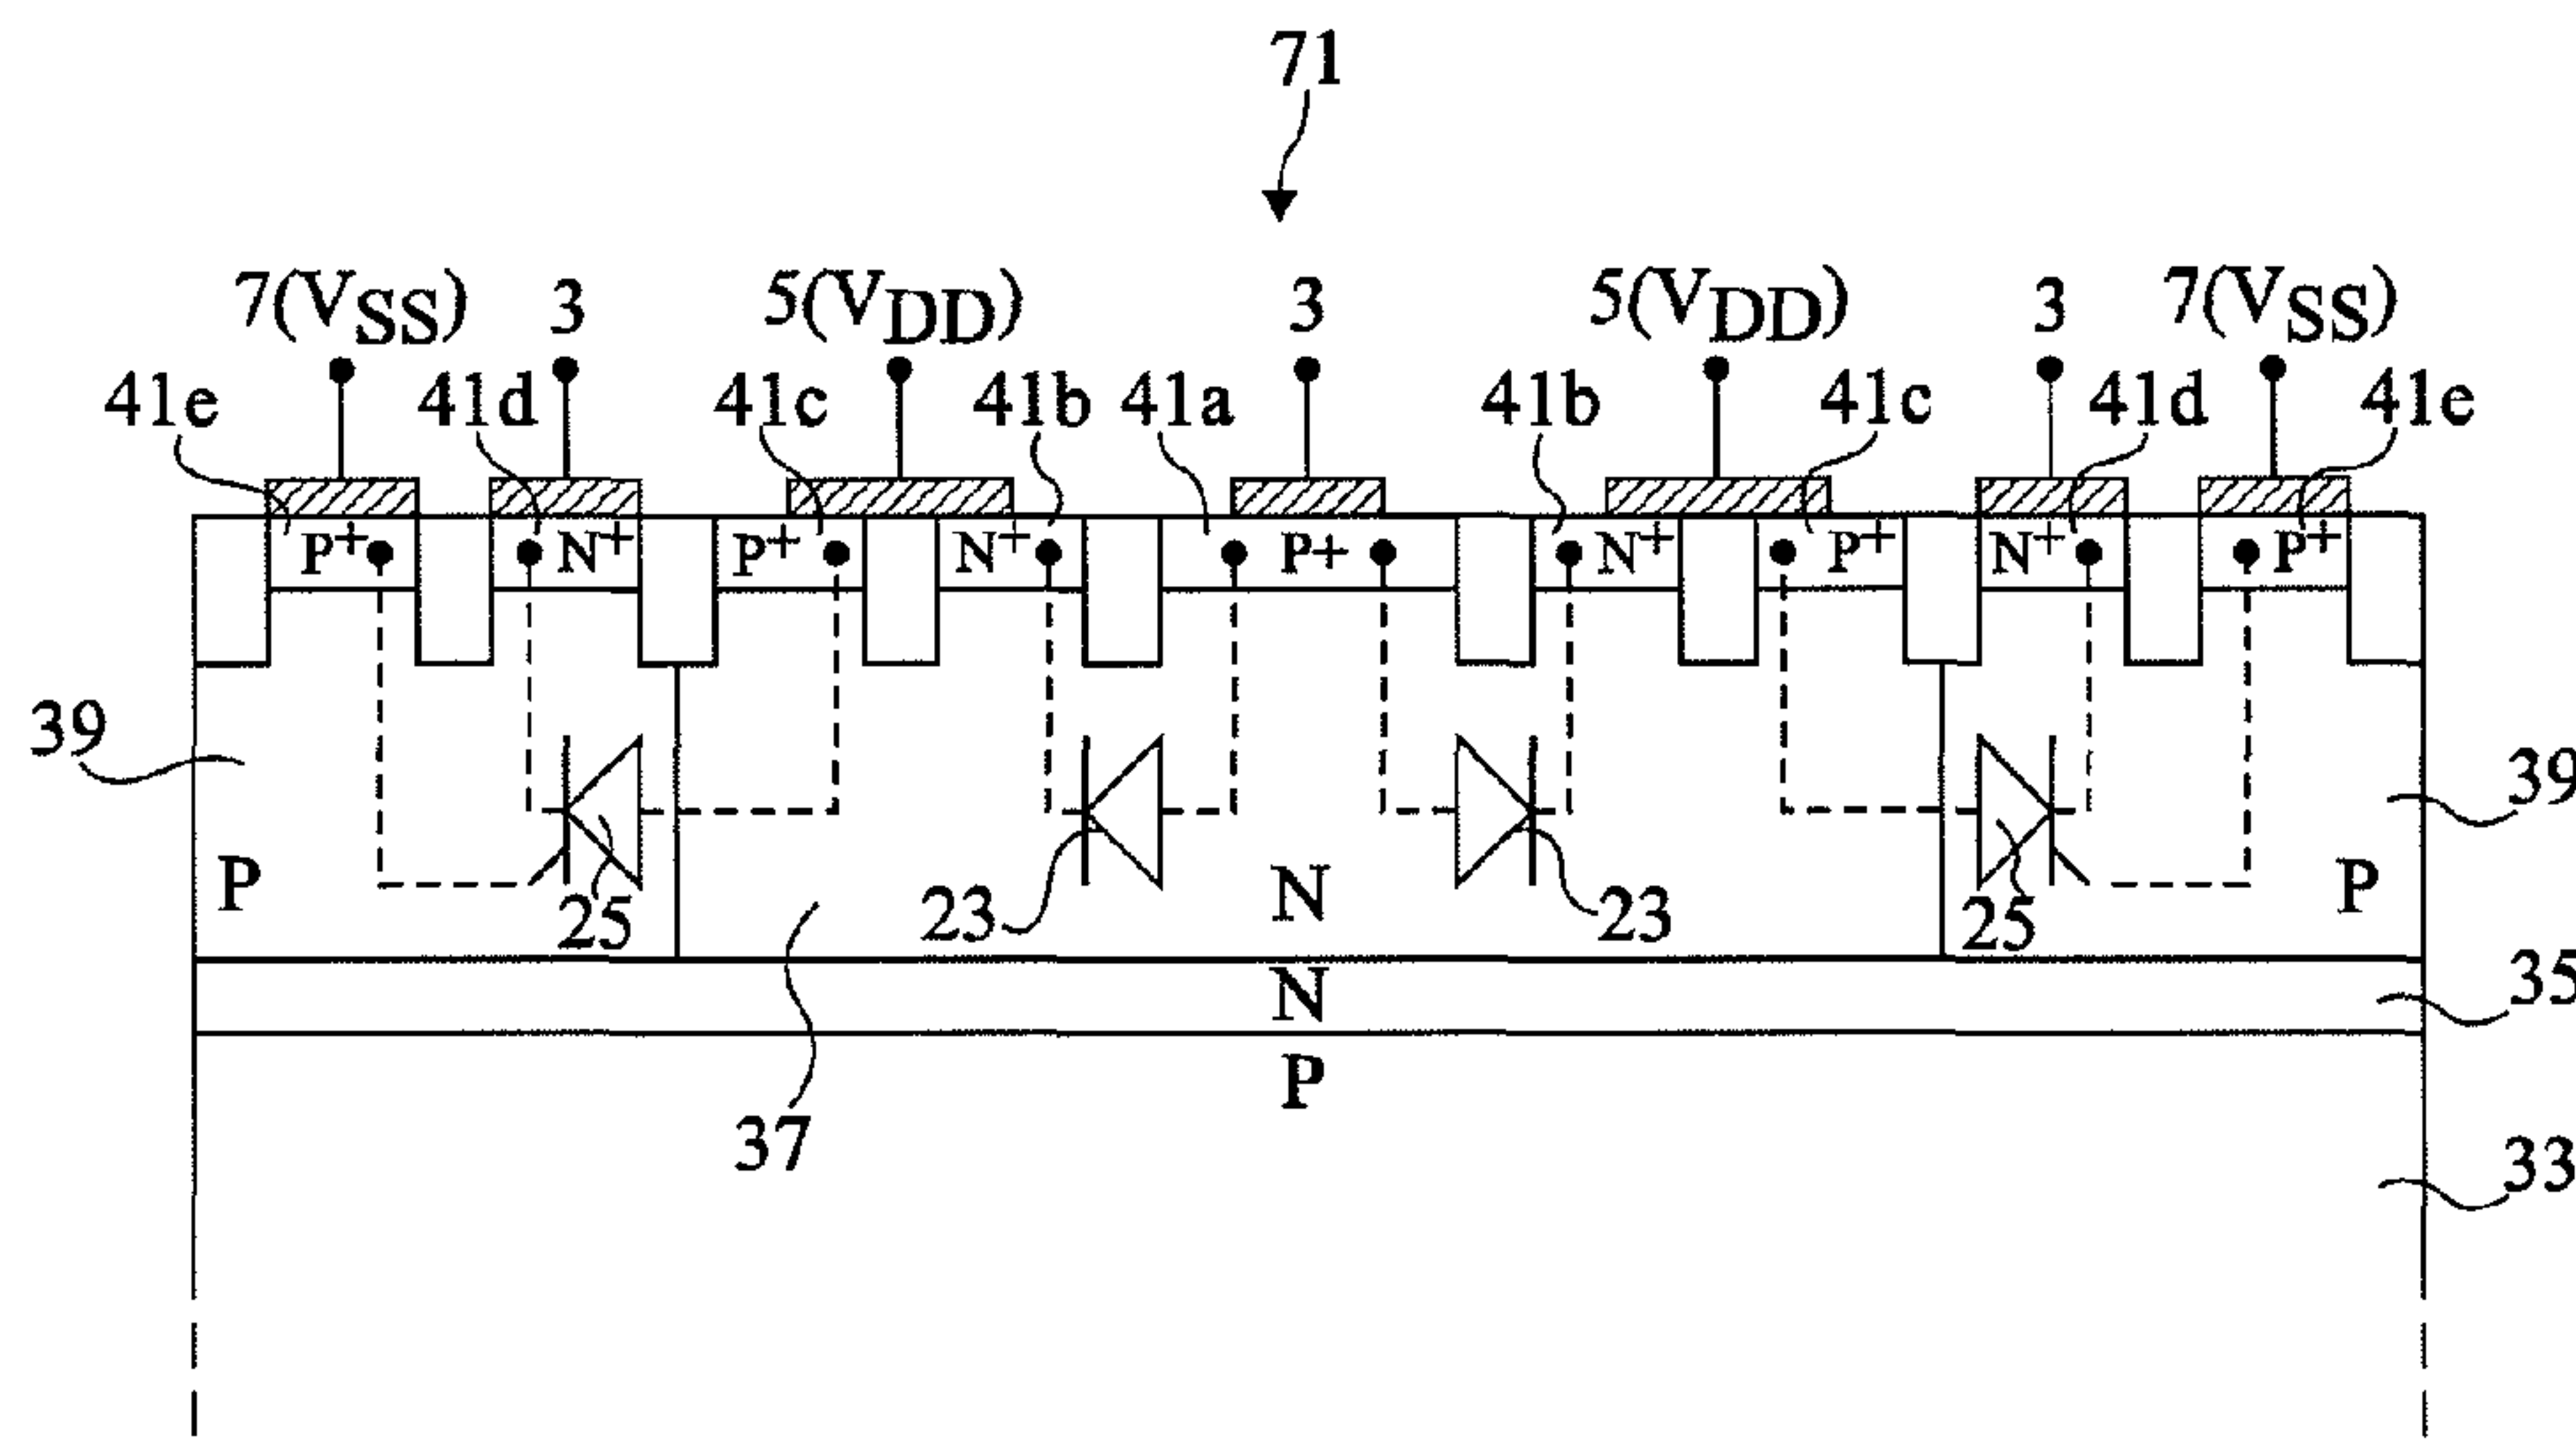 71
7(VSS) 3 5(VDD) 3 5(VDD) 3 7(VSS)
41e 41d 41c 41b 41a 41b 41c 41d 41e
P+ N+ P+ N+ P+ N+ P+ N+ P+
39 39
P 25 23 N 23 25 P
N 35
P
37 33